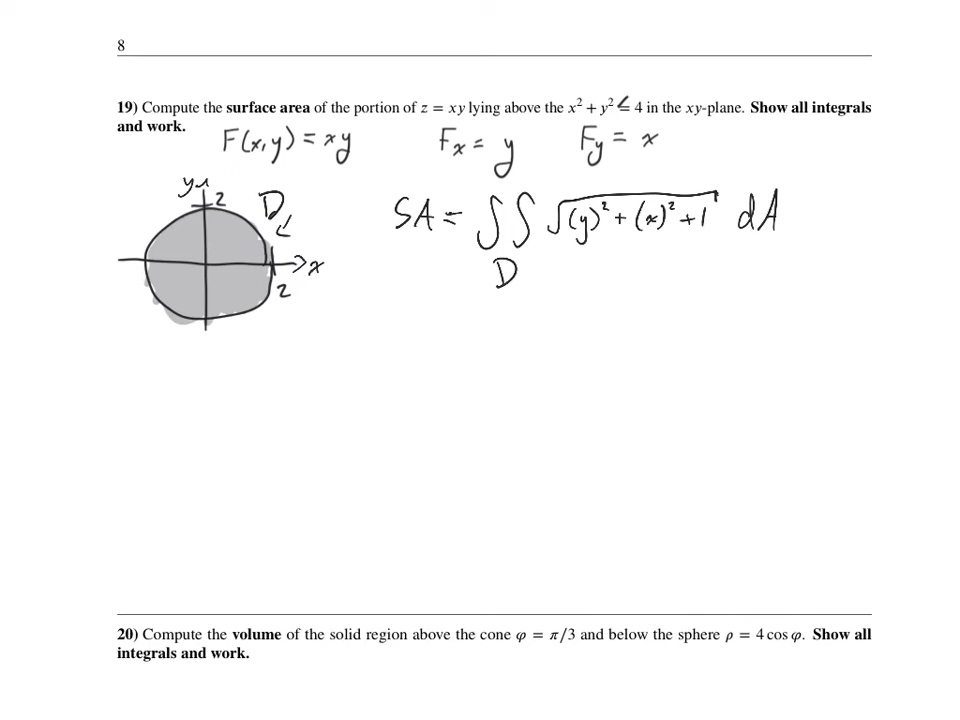 8
19) Compute the surface area of the portion of z = xy lying above the x² + y² ≤ 4 in the xy-plane. Show all integrals
and work.
F(x,y) = xy    Fx = y    Fy = x
y 2 D
SA = ∫∫ √((y)² + (x)² + 1) dA
D
x
2
20) Compute the volume of the solid region above the cone φ = π/3 and below the sphere ρ = 4 cos φ. Show all
integrals and work.